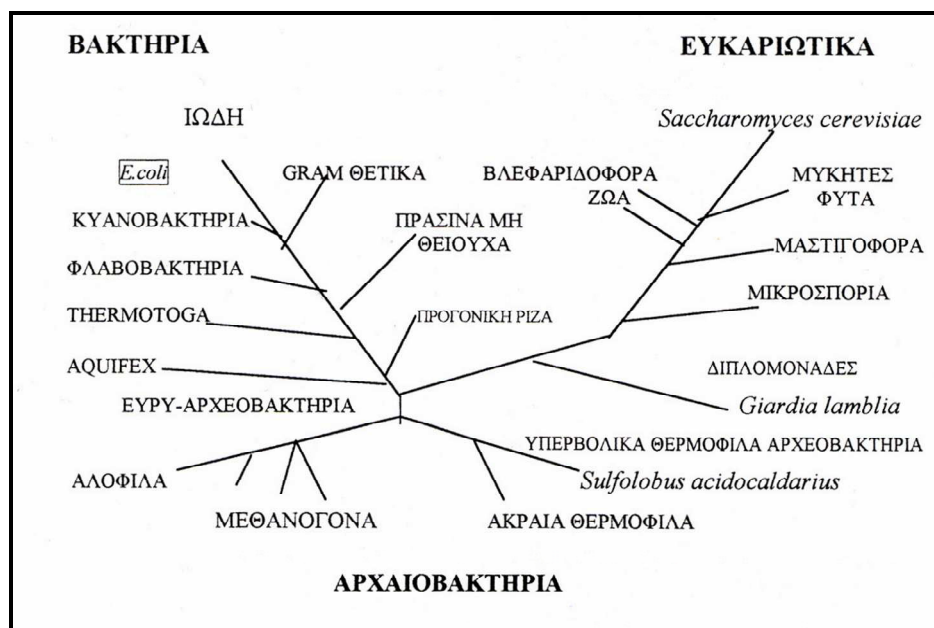 ΒΑΚΤΗΡΙΑ
ΕΥΚΑΡΙΩΤΙΚΑ
ΙΩΔΗ
Saccharomyces cerevisiae
E.coli
GRAM ΘΕΤΙΚΑ
ΒΛΕΦΑΡΙΔΟΦΟΡΑ
ΖΩΑ
ΜΥΚΗΤΕΣ
ΦΥΤΑ
ΚΥΑΝΟΒΑΚΤΗΡΙΑ
ΠΡΑΣΙΝΑ ΜΗ
ΘΕΙΟΥΧΑ
ΜΑΣΤΙΓΟΦΟΡΑ
ΦΛΑΒΟΒΑΚΤΗΡΙΑ
ΜΙΚΡΟΣΠΟΡΙΑ
THERMOTOGA
ΠΡΟΓΟΝΙΚΗ ΡΙΖΑ
AQUIFEX
ΔΙΠΛΟΜΟΝΑΔΕΣ
ΕΥΡΥ-ΑΡΧΕΟΒΑΚΤΗΡΙΑ
Giardia lamblia
ΥΠΕΡΒΟΛΙΚΑ ΘΕΡΜΟΦΙΛΑ ΑΡΧΕΟΒΑΚΤΗΡΙΑ
ΑΛΟΦΙΛΑ
Sulfolobus acidocaldarius
ΜΕΘΑΝΟΓΟΝΑ
ΑΚΡΑΙΑ ΘΕΡΜΟΦΙΛΑ
ΑΡΧΑΙΟΒΑΚΤΗΡΙΑ